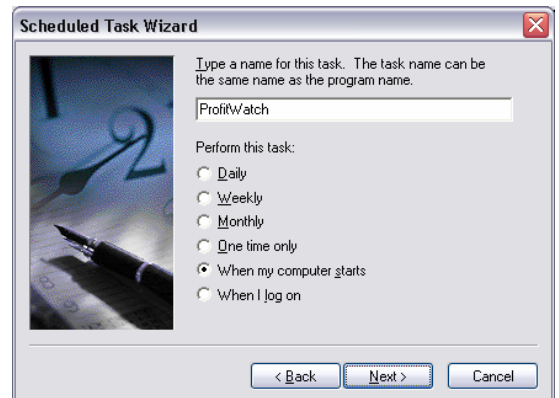 Scheduled Task Wizard
Type a name for this task.  The task name can be
the same name as the program name.
ProfitWatch
Perform this task:
Daily
Weekly
Monthly
One time only
When my computer starts
When I log on
< Back
Next >
Cancel